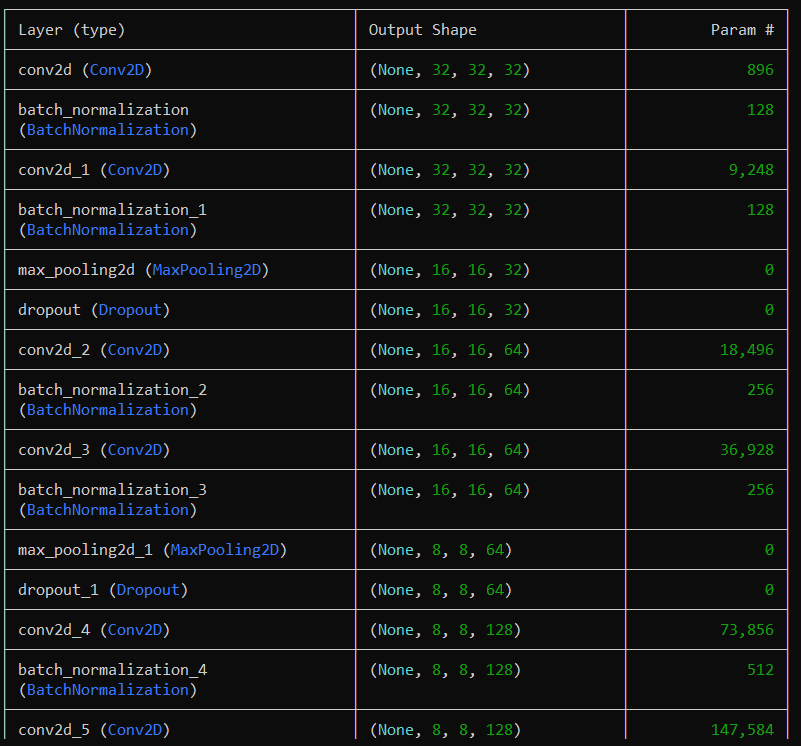 Layer (type) Output Shape Param #
conv2d (Conv2D) (None, 32, 32, 32) 896
batch_normalization (None, 32, 32, 32) 128
(BatchNormalization)
conv2d_1 (Conv2D) (None, 32, 32, 32) 9,248
batch_normalization_1 (None, 32, 32, 32) 128
(BatchNormalization)
max_pooling2d (MaxPooling2D) (None, 16, 16, 32) 0
dropout (Dropout) (None, 16, 16, 32) 0
conv2d_2 (Conv2D) (None, 16, 16, 64) 18,496
batch_normalization_2 (None, 16, 16, 64) 256
(BatchNormalization)
conv2d_3 (Conv2D) (None, 16, 16, 64) 36,928
batch_normalization_3 (None, 16, 16, 64) 256
(BatchNormalization)
max_pooling2d_1 (MaxPooling2D) (None, 8, 8, 64) 0
dropout_1 (Dropout) (None, 8, 8, 64) 0
conv2d_4 (Conv2D) (None, 8, 8, 128) 73,856
batch_normalization_4 (None, 8, 8, 128) 512
(BatchNormalization)
conv2d_5 (Conv2D) (None, 8, 8, 128) 147,584